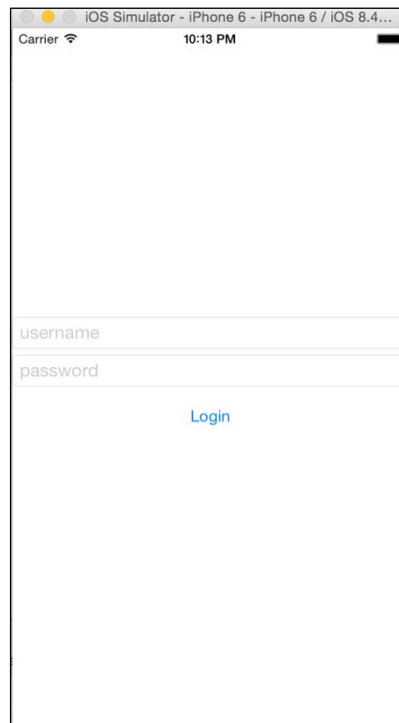 iOS Simulator - iPhone 6 - iPhone 6 / iOS 8.4...
Carrier 10:13 PM
username
password
Login